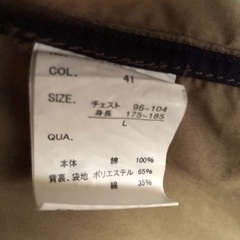 COL. 41
SIZE. チェスト 96-104
身長 175-185
L
QUA.
本体 綿 100%
背裏、袋地 ポリエステル 65%
綿 35%